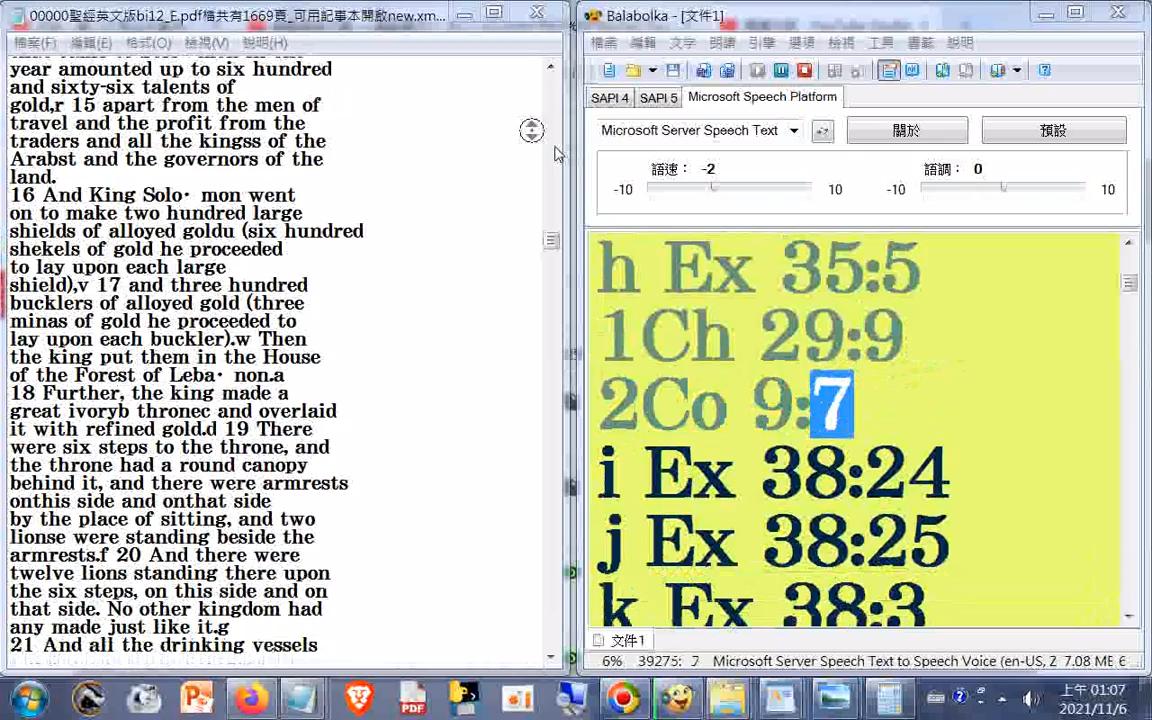 00000聖經英文版bi12_E.pdf檔共有1669頁_可用記事本開啟new.xm...
檔案(F) 編輯(E) 格式(O) 檢視(V) 說明(H)
year amounted up to six hundred
and sixty-six talents of
gold,r 15 apart from the men of
travel and the profit from the
traders and all the kingss of the
Arabst and the governors of the
land.
16 And King Solo· mon went
on to make two hundred large
shields of alloyed goldu (six hundred
shekels of gold he proceeded
to lay upon each large
shield),v 17 and three hundred
bucklers of alloyed gold (three
minas of gold he proceeded to
lay upon each buckler).w Then
the king put them in the House
of the Forest of Leba· non.a
18 Further, the king made a
great ivoryb thronec and overlaid
it with refined gold.d 19 There
were six steps to the throne, and
the throne had a round canopy
behind it, and there were armrests
onthis side and onthat side
by the place of sitting, and two
lionse were standing beside the
armrests.f 20 And there were
twelve lions standing there upon
the six steps, on this side and on
that side. No other kingdom had
any made just like it.g
21 And all the drinking vessels
Balabolka - [文件1]
檔案 編輯 文字 朗讀 引擎 選項 檢視 工具 書籤 說明
SAPI 4 SAPI 5 Microsoft Speech Platform
Microsoft Server Speech Text 關於 預設
語速： -2 語調： 0
-10 10 -10 10
h Ex 35:5
1Ch 29:9
2Co 9:7
i Ex 38:24
j Ex 38:25
k Ex 38:3
文件1
6% 39275: 7 Microsoft Server Speech Text to Speech Voice (en-US, Z 7.08 MB 6
上午 01:07
2021/11/6